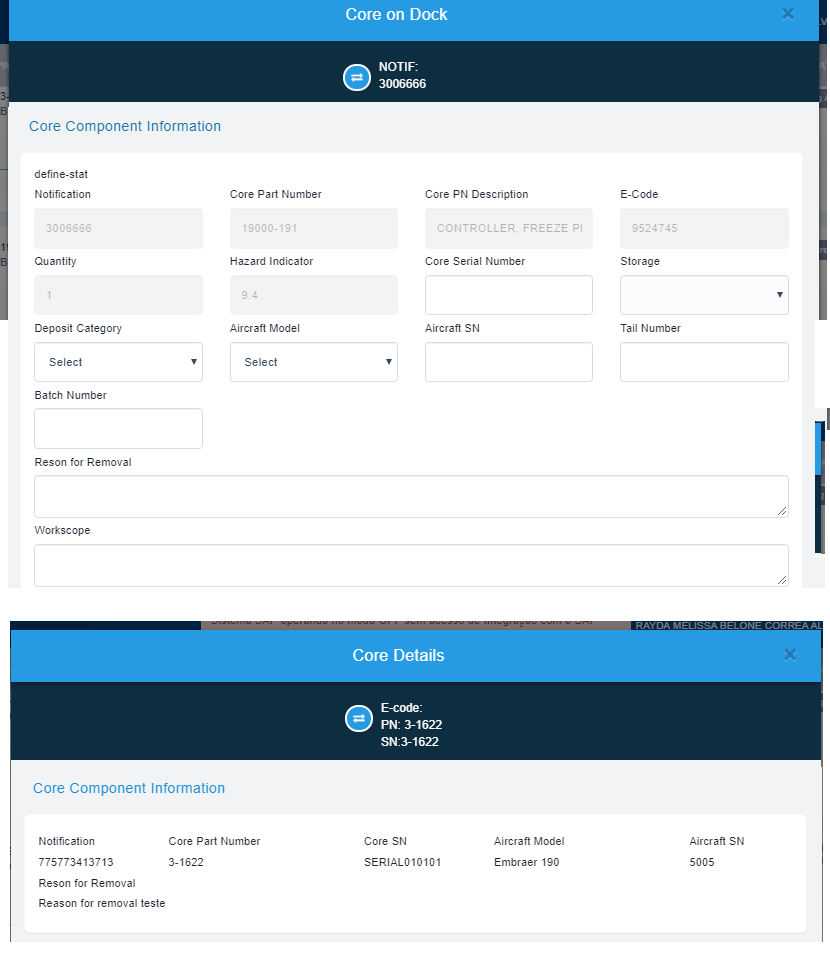 Core on Dock
NOTIF:
3006666
Core Component Information
define-stat
Notification Core Part Number Core PN Description E-Code
3006666 19000-191 CONTROLLER, FREEZE PI 9524745
Quantity Hazard Indicator Core Serial Number Storage
1 9.4
Deposit Category Aircraft Model Aircraft SN Tail Number
Select Select
Batch Number
Reson for Removal
Workscope
Sistema SAP operando no modo OFF sem acesso de integração com o SAP
RAYDA MELISSA BELONE CORREA AL
Core Details
E-code:
PN: 3-1622
SN:3-1622
Core Component Information
Notification Core Part Number Core SN Aircraft Model Aircraft SN
775773413713 3-1622 SERIAL010101 Embraer 190 5005
Reson for Removal
Reason for removal teste